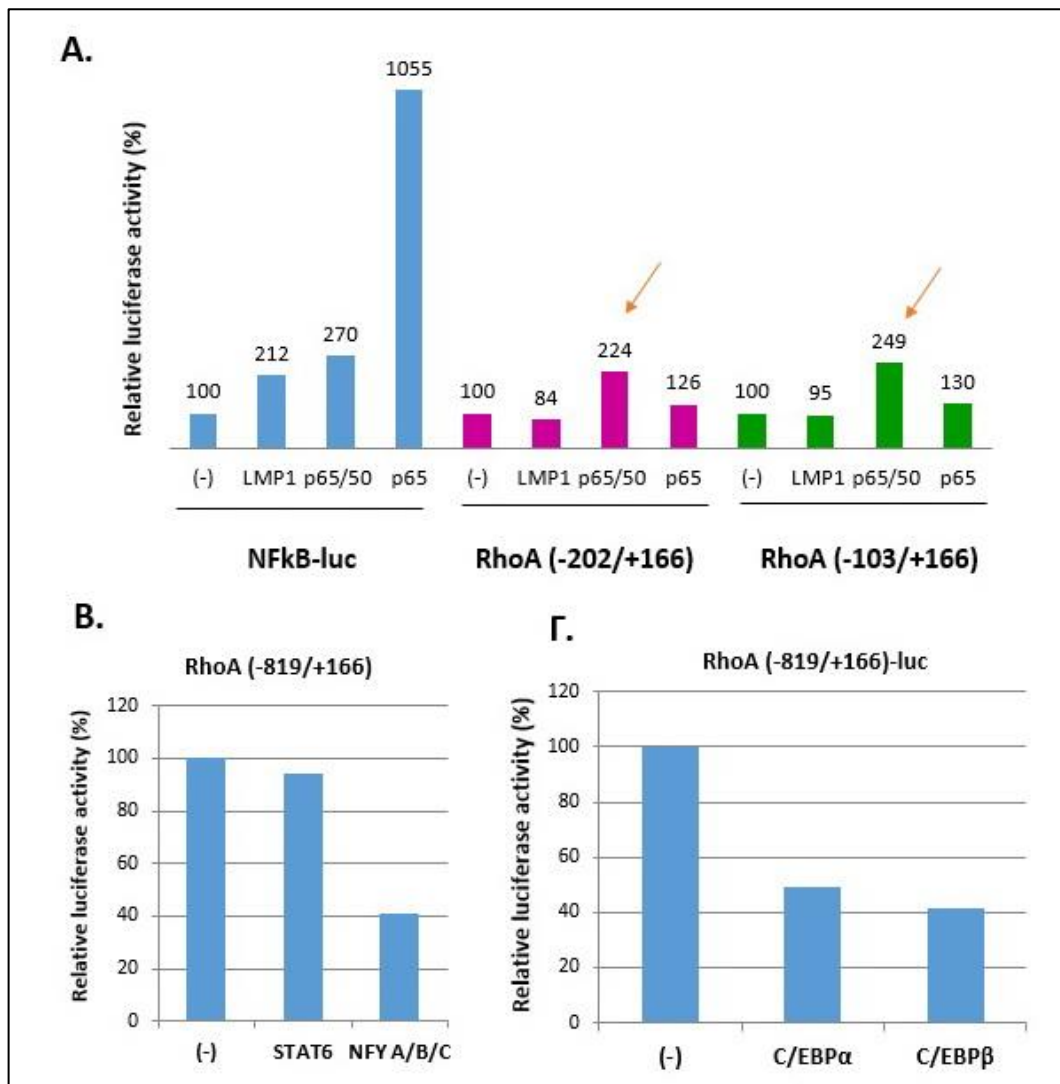 A.
Relative luciferase activity (%)
100
212
270
1055
100
84
224
126
100
95
249
130
(-) LMP1 p65/50 p65 (-) LMP1 p65/50 p65 (-) LMP1 p65/50 p65
NFkB-luc RhoA (-202/+166) RhoA (-103/+166)
B.
RhoA (-819/+166)
Relative luciferase activity (%)
120
100
80
60
40
20
0
(-) STAT6 NFY A/B/C
Γ.
RhoA (-819/+166)-luc
Relative luciferase activity (%)
120
100
80
60
40
20
0
(-) C/EBPα C/EBPβ